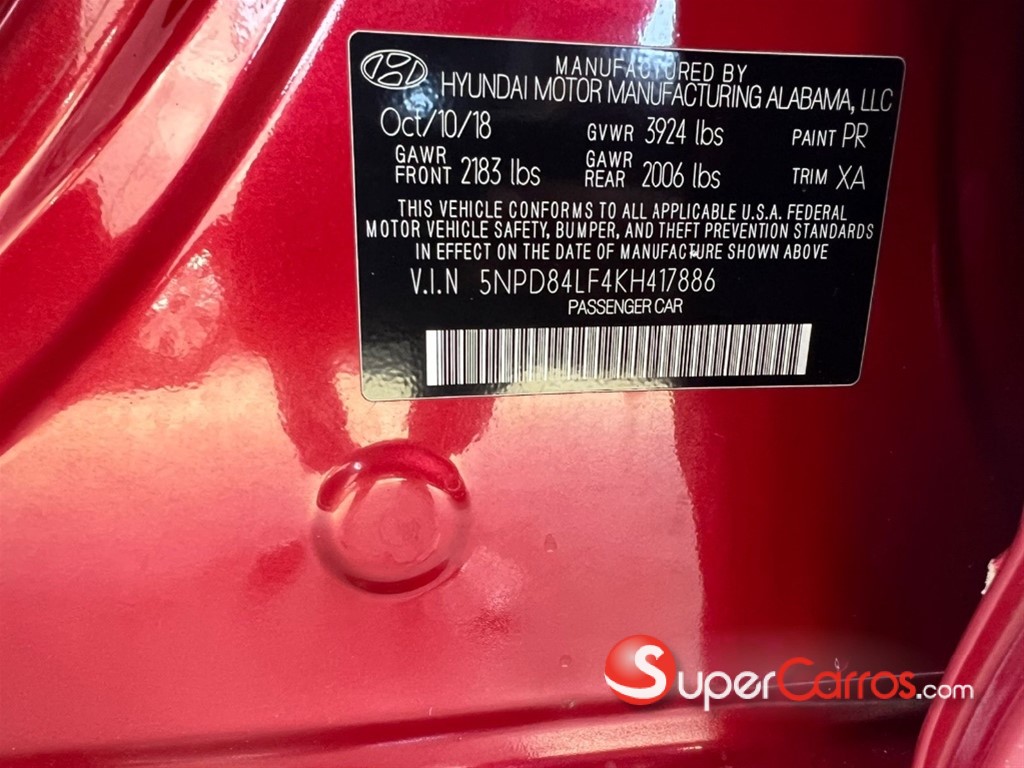 MANUFACTURED BY
HYUNDAI MOTOR MANUFACTURING ALABAMA, LLC
Oct/10/18 GVWR 3924 lbs PAINT PR
GAWR FRONT 2183 lbs GAWR REAR 2006 lbs TRIM XA
THIS VEHICLE CONFORMS TO ALL APPLICABLE U.S.A. FEDERAL
MOTOR VEHICLE SAFETY, BUMPER, AND THEFT PREVENTION STANDARDS
IN EFFECT ON THE DATE OF MANUFACTURE SHOWN ABOVE
V.I.N 5NPD84LF4KH417886
PASSENGER CAR
SuperCarros.com